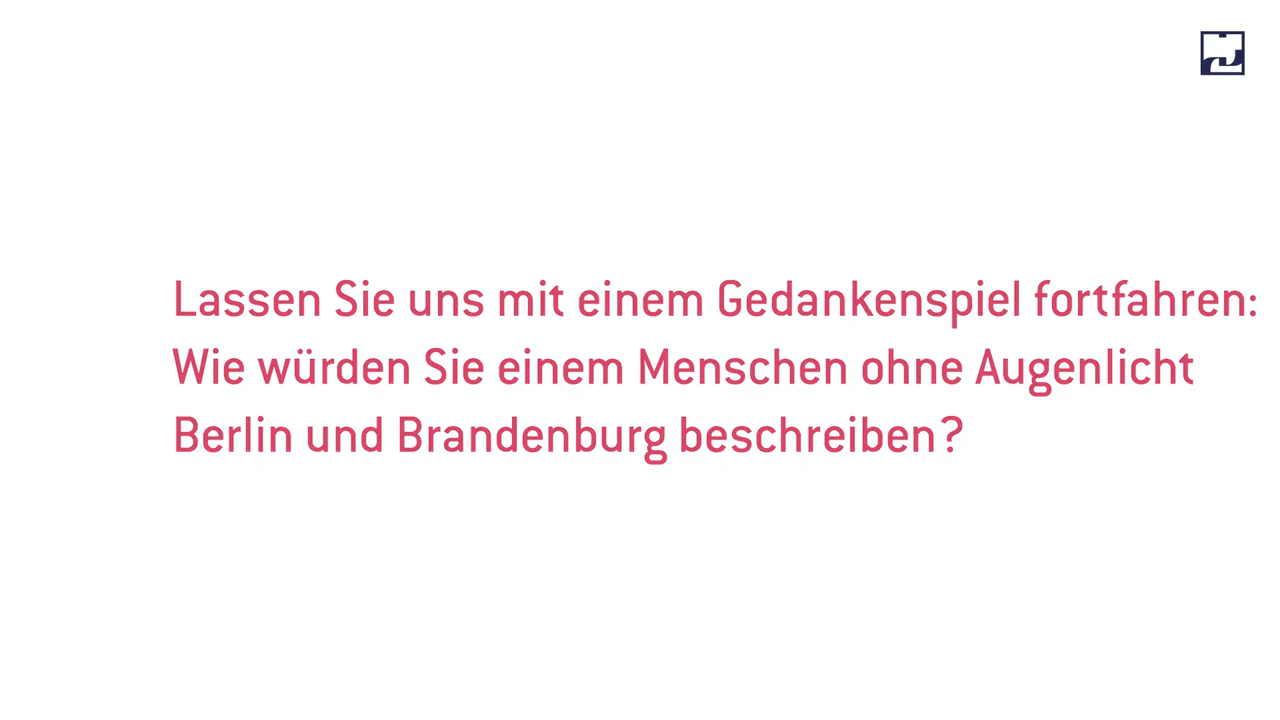 Lassen Sie uns mit einem Gedankenspiel fortfahren:
Wie würden Sie einem Menschen ohne Augenlicht
Berlin und Brandenburg beschreiben?